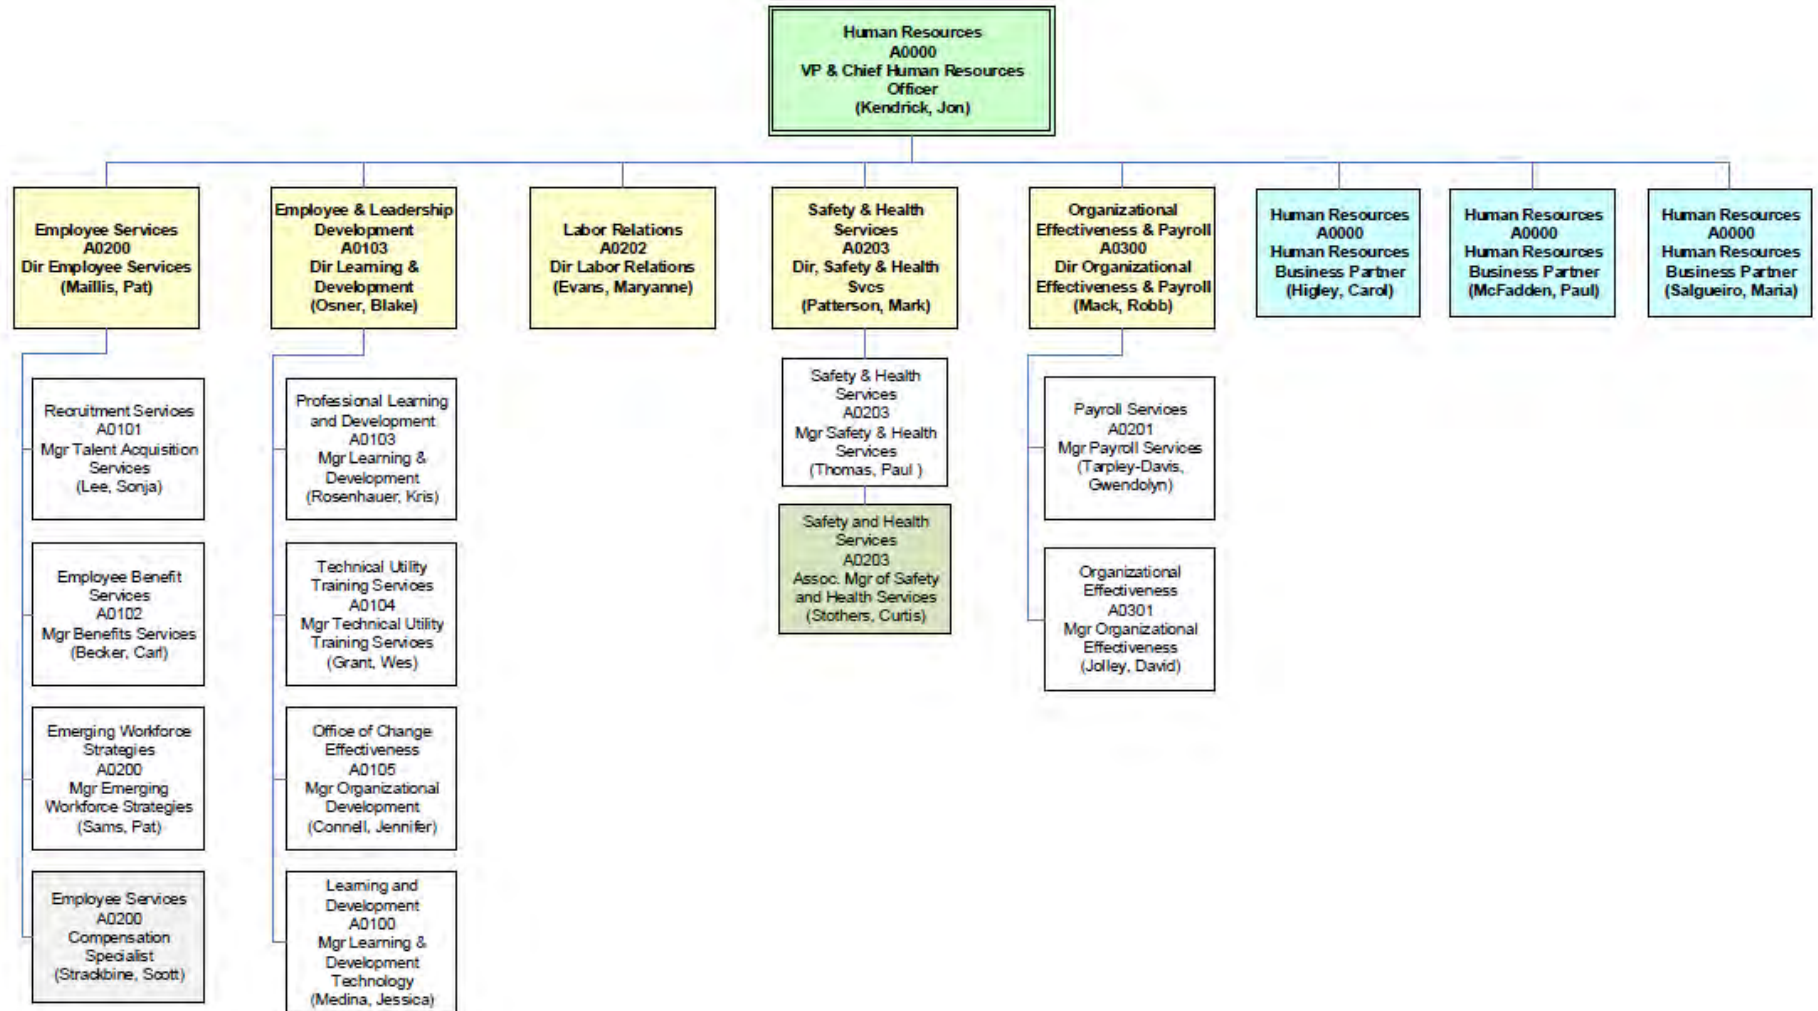 Human Resources
A0000
VP & Chief Human Resources
Officer
(Kendrick, Jon)
Employee Services
A0200
Dir Employee Services
(Maillis, Pat)
Employee & Leadership
Development
A0103
Dir Learning &
Development
(Osner, Blake)
Labor Relations
A0202
Dir Labor Relations
(Evans, Maryanne)
Safety & Health
Services
A0203
Dir, Safety & Health
Svcs
(Patterson, Mark)
Organizational
Effectiveness & Payroll
A0300
Dir Organizational
Effectiveness & Payroll
(Mack, Robb)
Human Resources
A0000
Human Resources
Business Partner
(Higley, Carol)
Human Resources
A0000
Human Resources
Business Partner
(McFadden, Paul)
Human Resources
A0000
Human Resources
Business Partner
(Salgueiro, Maria)
Recruitment Services
A0101
Mgr Talent Acquisition
Services
(Lee, Sonja)
Employee Benefit
Services
A0102
Mgr Benefits Services
(Becker, Carl)
Emerging Workforce
Strategies
A0200
Mgr Emerging
Workforce Strategies
(Sams, Pat)
Employee Services
A0200
Compensation
Specialist
(Strackbine, Scott)
Professional Learning
and Development
A0103
Mgr Learning &
Development
(Rosenhauer, Kris)
Technical Utility
Training Services
A0104
Mgr Technical Utility
Training Services
(Grant, Wes)
Office of Change
Effectiveness
A0105
Mgr Organizational
Development
(Connell, Jennifer)
Learning and
Development
A0100
Mgr Learning &
Development
Technology
(Medina, Jessica)
Safety & Health
Services
A0203
Mgr Safety & Health
Services
(Thomas, Paul )
Safety and Health
Services
A0203
Assoc. Mgr of Safety
and Health Services
(Stothers, Curtis)
Payroll Services
A0201
Mgr Payroll Services
(Tarpley-Davis,
Gwendolyn)
Organizational
Effectiveness
A0301
Mgr Organizational
Effectiveness
(Jolley, David)